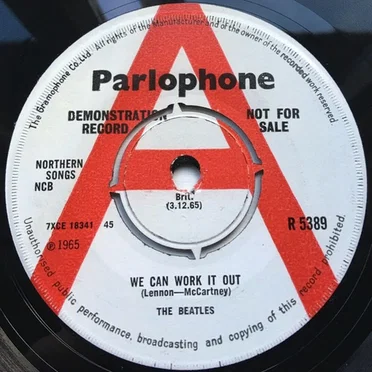 The Gramophone Co.Ltd. All rights of the Manufacturer and of the owner of the recorded work reserved.
Parlophone
DEMONSTRATION RECORD
NOT FOR SALE
NORTHERN SONGS NCB
Brit.
(3.12.65)
7XCE 18341 45
R 5389
℗ 1965
WE CAN WORK IT OUT
(Lennon—McCartney)
THE BEATLES
Unauthorised public performance, broadcasting and copying of this record prohibited
A